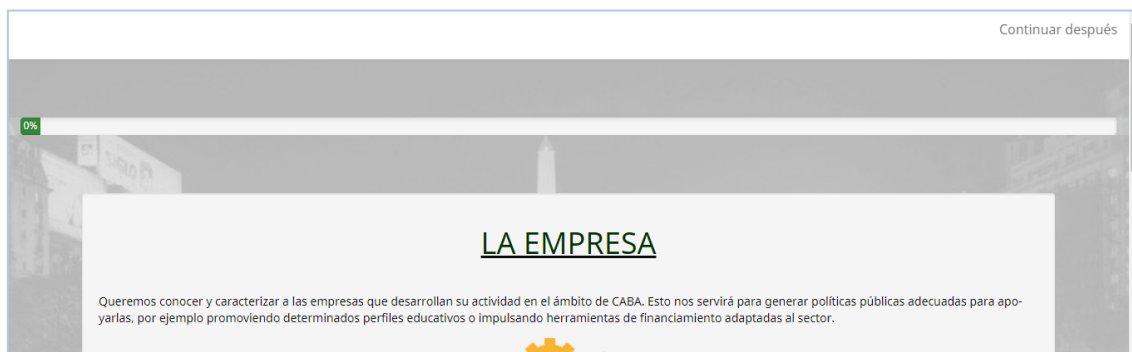 Continuar después
0%
SIGLO
LA EMPRESA
Queremos conocer y caracterizar a las empresas que desarrollan su actividad en el ámbito de CABA. Esto nos servirá para generar políticas públicas adecuadas para apo-
yarlas, por ejemplo promoviendo determinados perfiles educativos o impulsando herramientas de financiamiento adaptadas al sector.